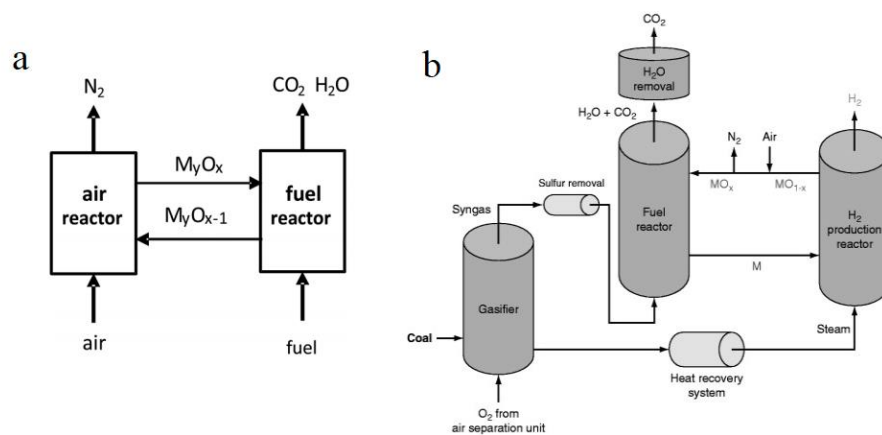 a
N₂
CO₂ H₂O
air
reactor
MyOx
MyOx-1
fuel
reactor
air
fuel
b
CO₂
H₂O
removal
H₂O + CO₂
N₂
Air
H₂
MOx
MO1-x
Sulfur removal
Syngas
Fuel
reactor
H₂
production
reactor
M
Gasifier
Coal
Steam
Heat recovery
system
O₂ from
air separation unit